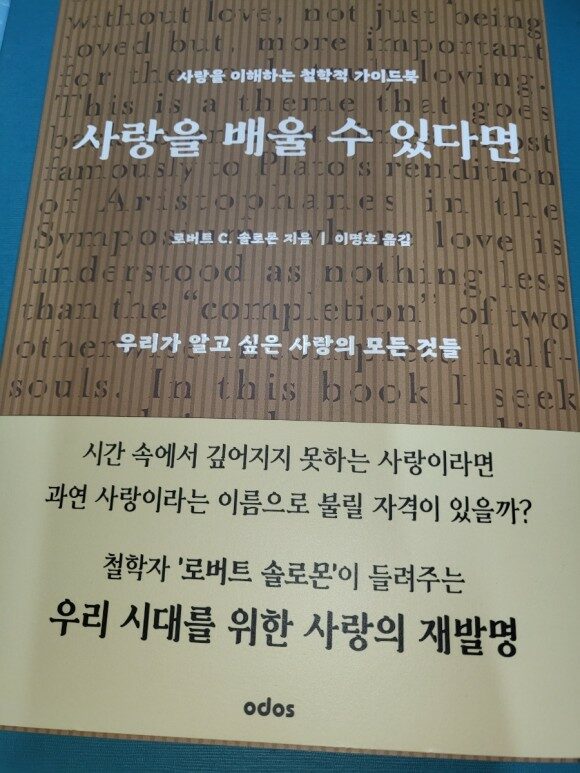 without love, not just being
loved but, more important
for the loving.
This is a theme that goes
famously to Plato's rendition
of Aristophanes in the
love is
understood as nothing less
than the "completion" of two
half-
souls. In this book I seek
사랑을 이해하는 철학적 가이드북
사랑을 배울 수 있다면
로버트 C. 솔로몬 지음 | 이명호 옮김
우리가 알고 싶은 사랑의 모든 것들
시간 속에서 깊어지지 못하는 사랑이라면
과연 사랑이라는 이름으로 불릴 자격이 있을까?
철학자 '로버트 솔로몬'이 들려주는
우리 시대를 위한 사랑의 재발명
odos